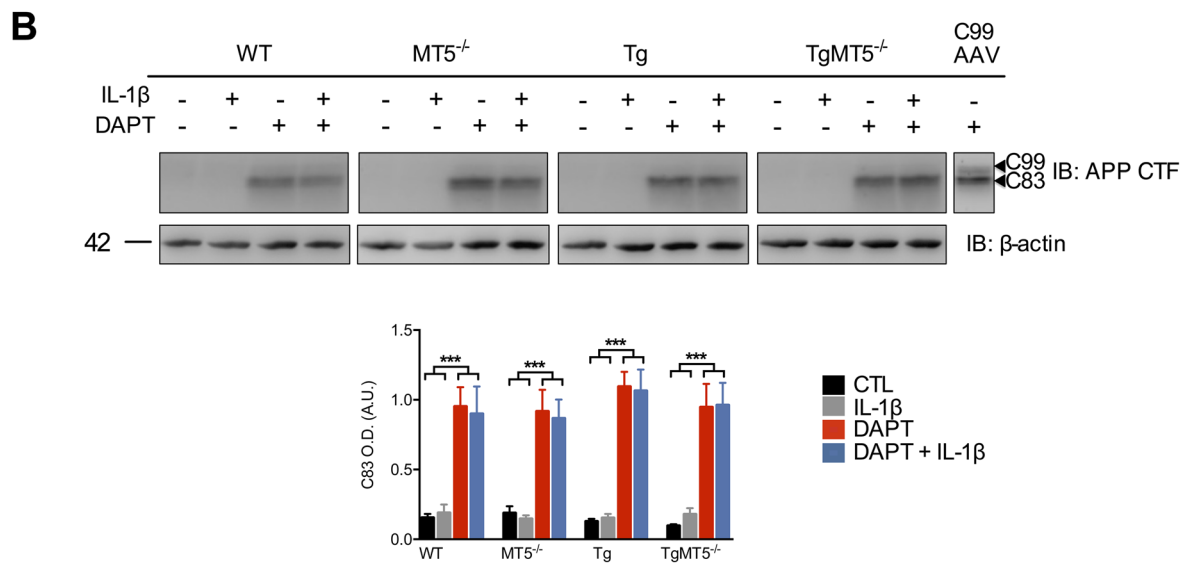 B
WT MT5-/- Tg TgMT5-/- C99 AAV
IL-1β - + - + - + - + - + - + - + - + -
DAPT - - + + - - + + - - + + - - + + +
C99
C83
IB: APP CTF
42
IB: β-actin
1.5
1.0
0.5
0.0
C83 O.D. (A.U.)
*** *** *** ***
WT MT5-/- Tg TgMT5-/-
CTL
IL-1β
DAPT
DAPT + IL-1β